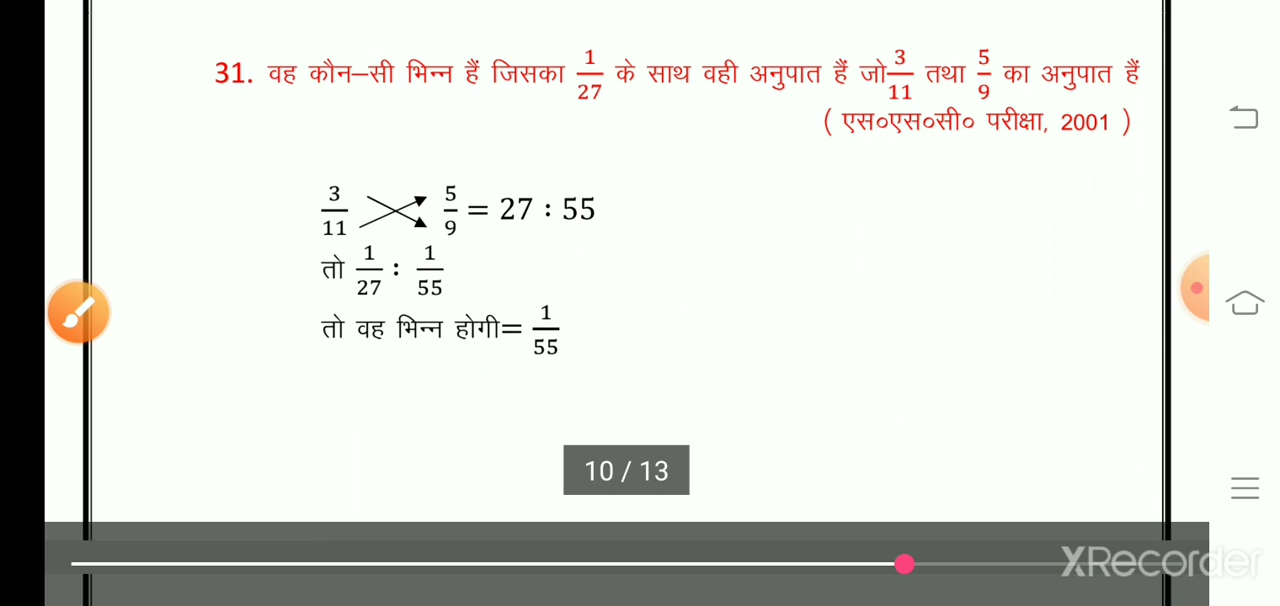 31. वह कौन–सी भिन्न हैं जिसका 1/27 के साथ वही अनुपात हैं जो 3/11 तथा 5/9 का अनुपात हैं
( एस०एस०सी० परीक्षा, 2001 )
3/11 5/9 = 27 : 55
तो 1/27 : 1/55
तो वह भिन्न होगी= 1/55
10 / 13
XRecorder